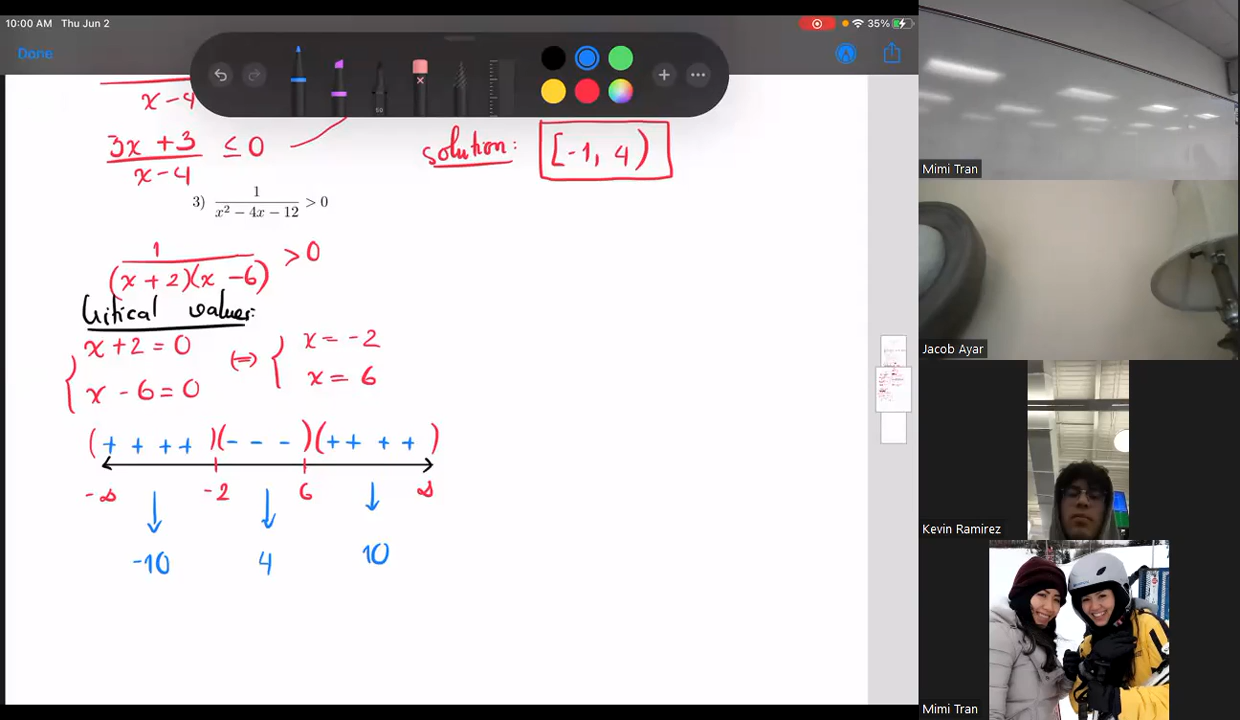 10:00 AM Thu Jun 2
35%
Done
5.0
x-4
3x+3 / x-4 ≤ 0
solution: [-1, 4)
3) 1 / x² − 4x − 12 > 0
1 / (x+2)(x-6) > 0
Critical values:
x+2=0 ⇔ x=-2
x-6=0 x=6
(+ + + +)(- - -)(+ + + +)
-∞ -2 6 ∞
-10 4 10
Mimi Tran
Jacob Ayar
Kevin Ramirez
Mimi Tran